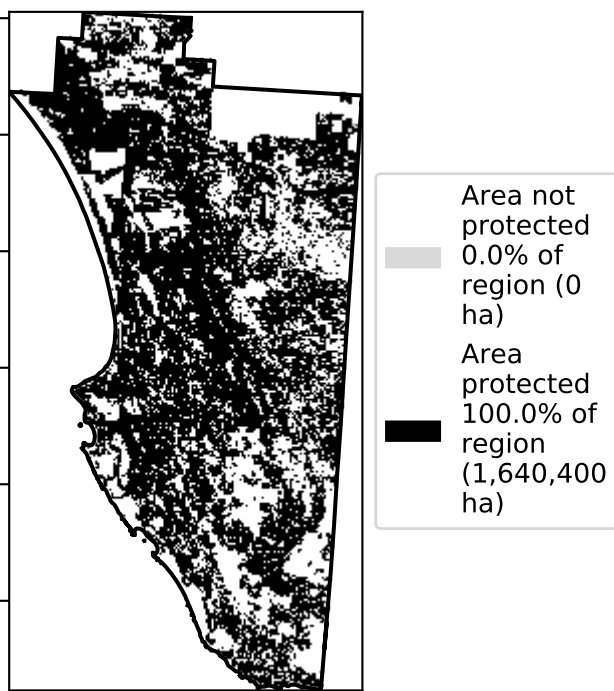 Area not
protected
0.0% of
region (0
ha)
Area
protected
100.0% of
region
(1,640,400
ha)